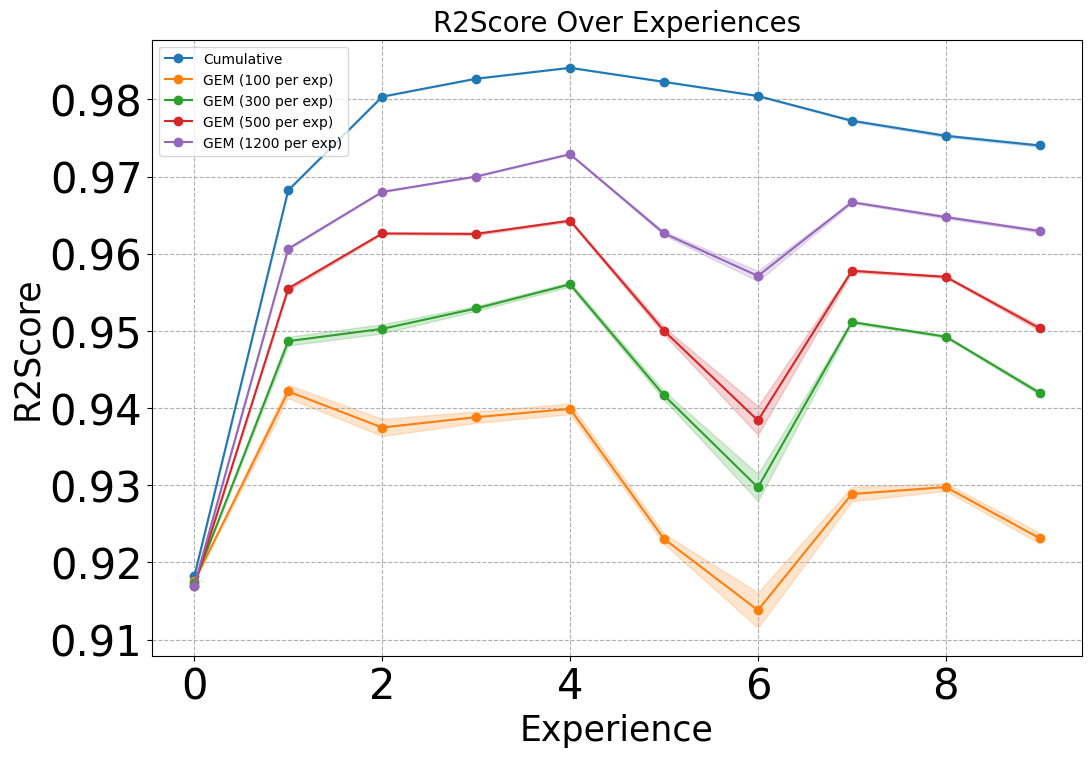 R2Score Over Experiences
Cumulative
GEM (100 per exp)
GEM (300 per exp)
GEM (500 per exp)
GEM (1200 per exp)
R2Score
0.98
0.97
0.96
0.95
0.94
0.93
0.92
0.91
0 2 4 6 8
Experience